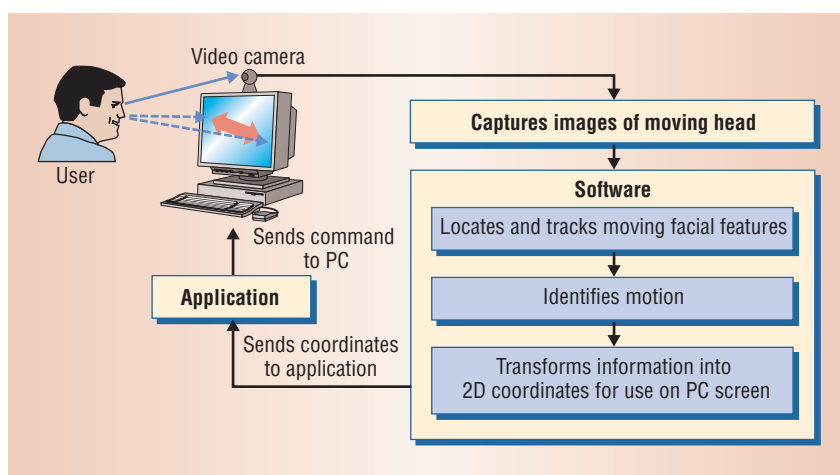 Video camera
User
Captures images of moving head
Software
Locates and tracks moving facial features
Identifies motion
Transforms information into
2D coordinates for use on PC screen
Sends coordinates
to application
Application
Sends command
to PC